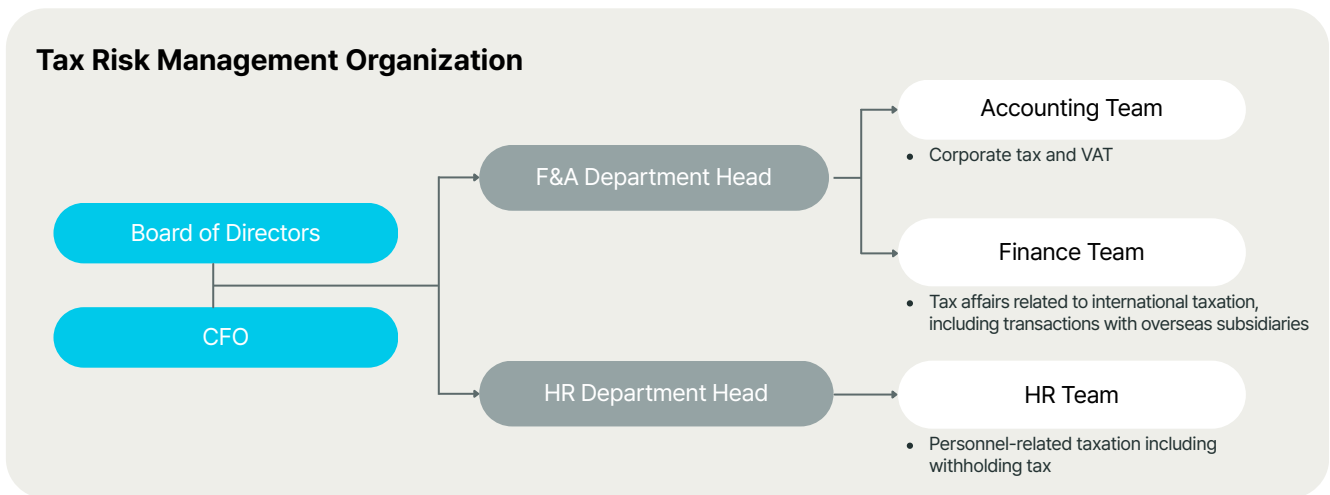 Tax Risk Management Organization
Board of Directors
CFO
F&A Department Head
HR Department Head
Accounting Team
• Corporate tax and VAT
Finance Team
• Tax affairs related to international taxation,
including transactions with overseas subsidiaries
HR Team
• Personnel-related taxation including
withholding tax